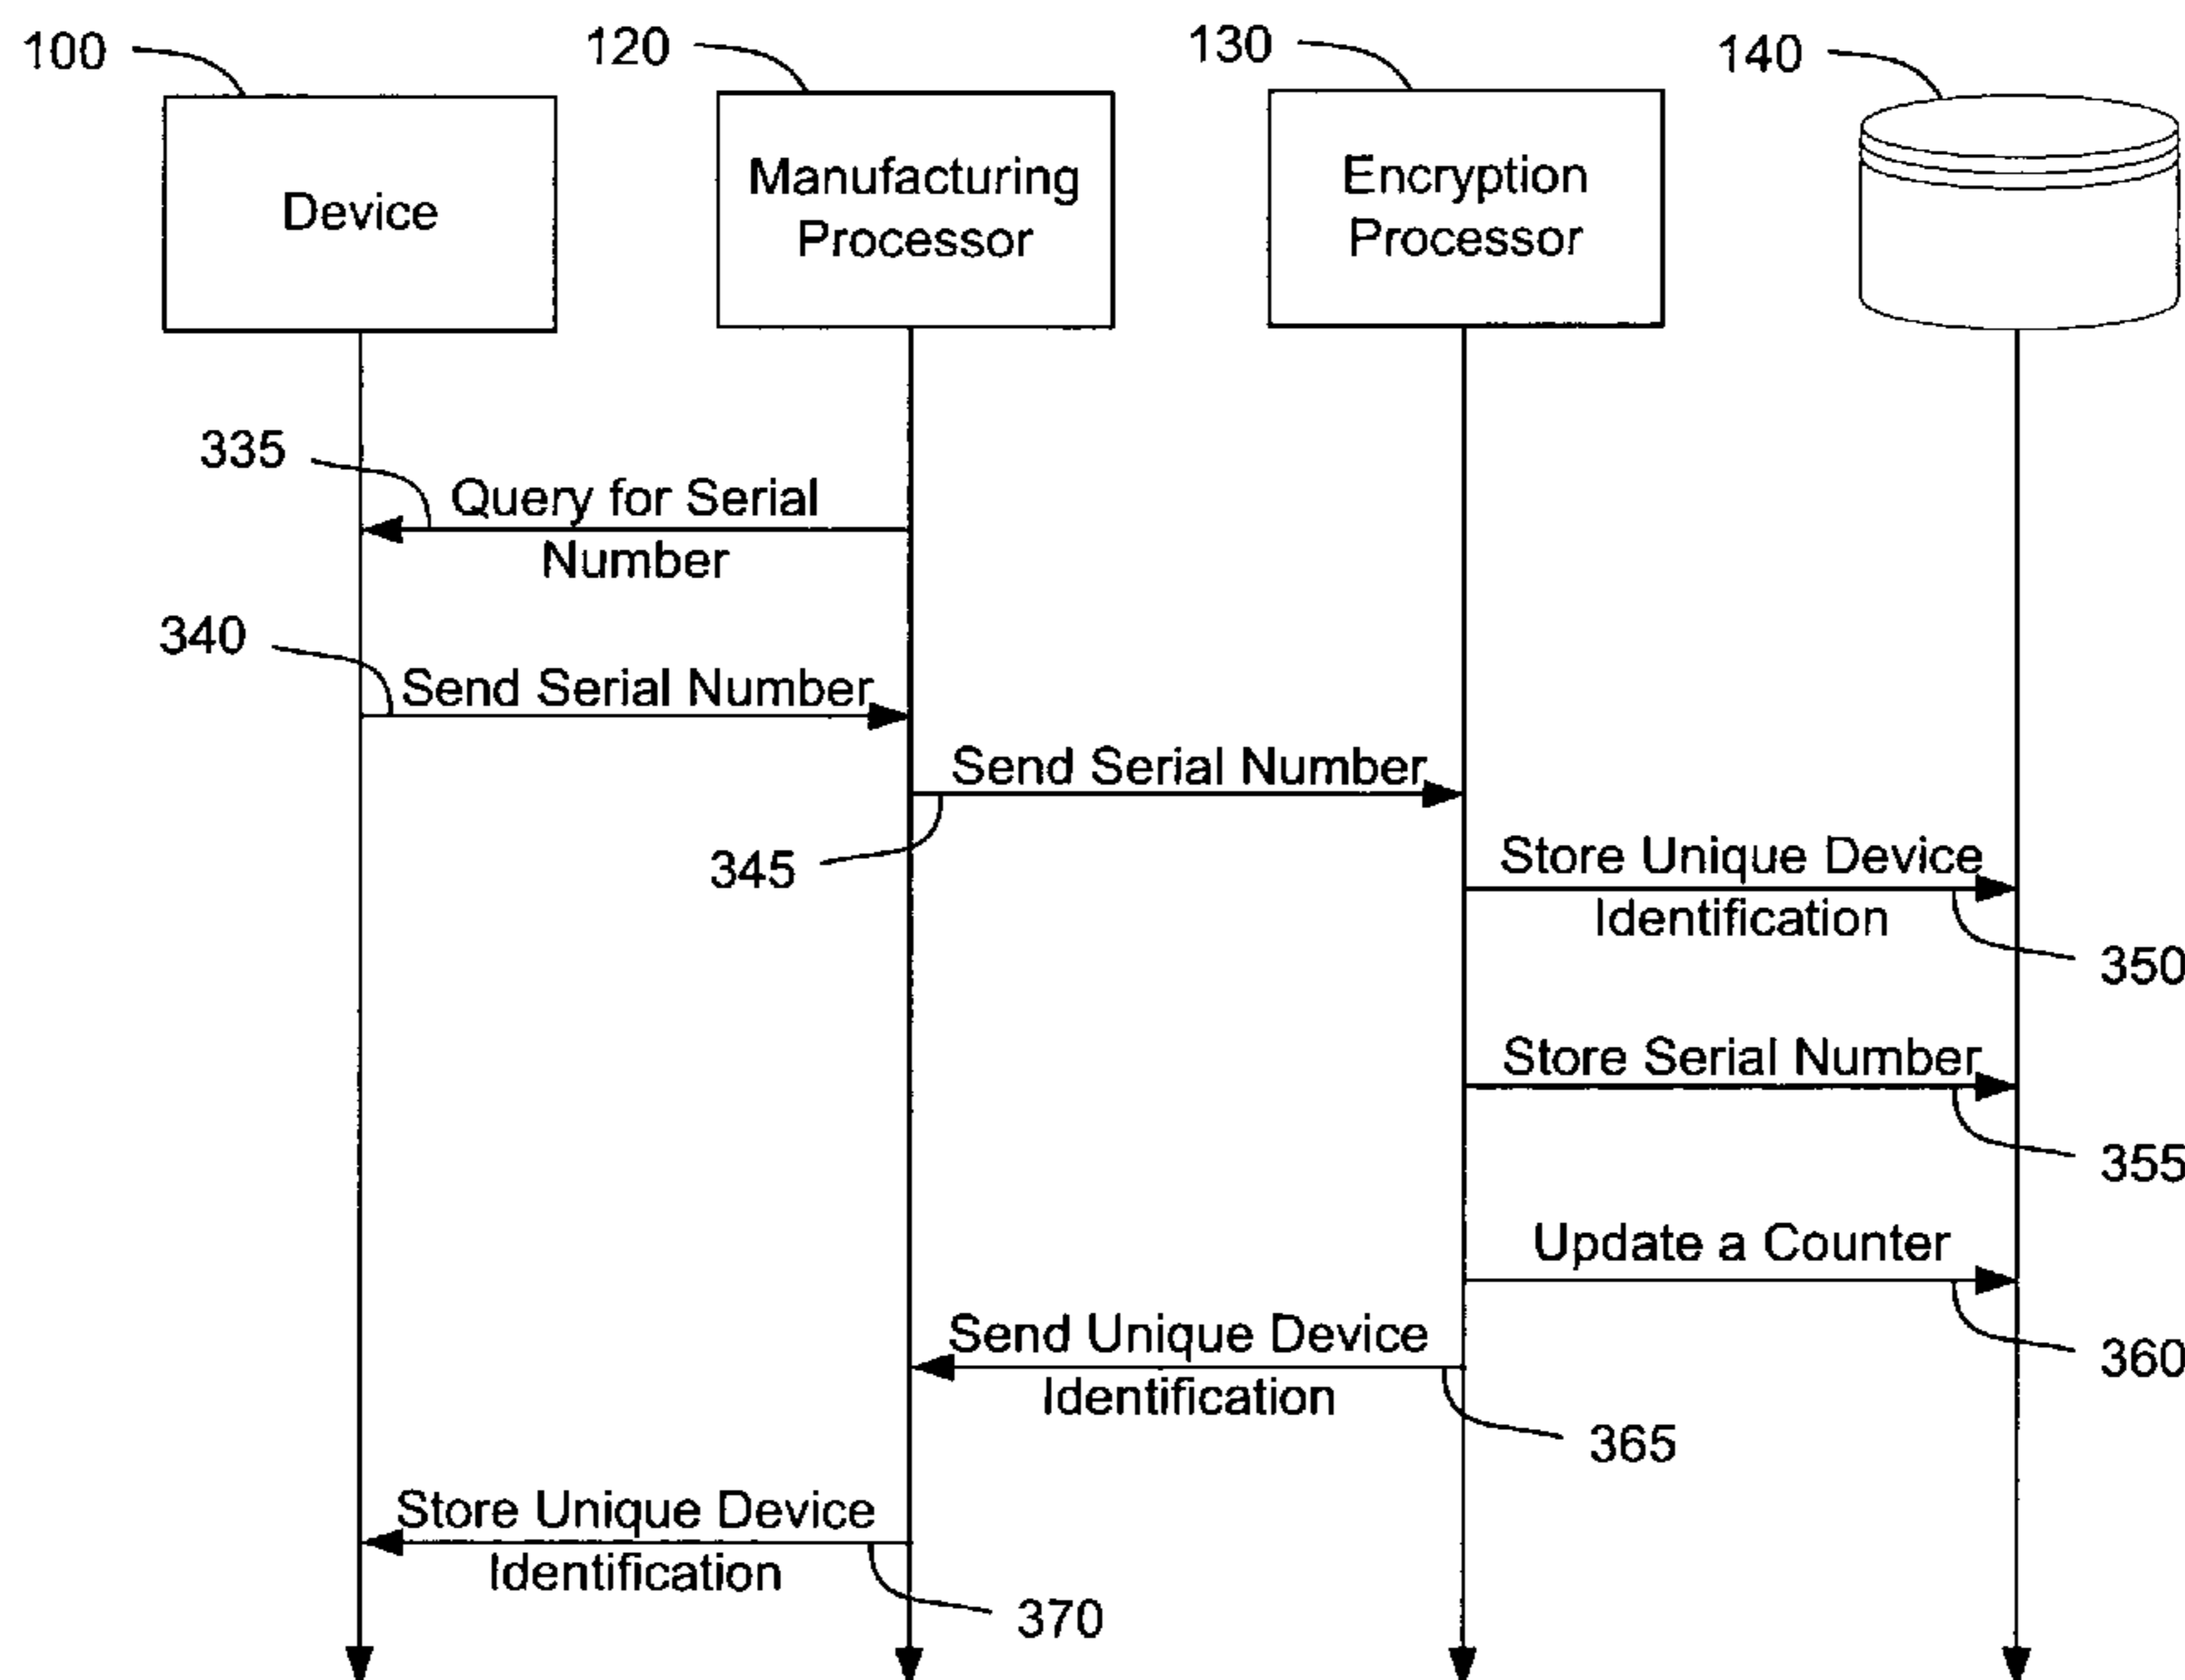 100
120
130
140
Device
Manufacturing
Processor
Encryption
Processor
335
Query for Serial
Number
340
Send Serial Number
Send Serial Number
345
Store Unique Device
Identification
350
Store Serial Number
355
Update a Counter
360
Send Unique Device
Identification
365
Store Unique Device
Identification
370